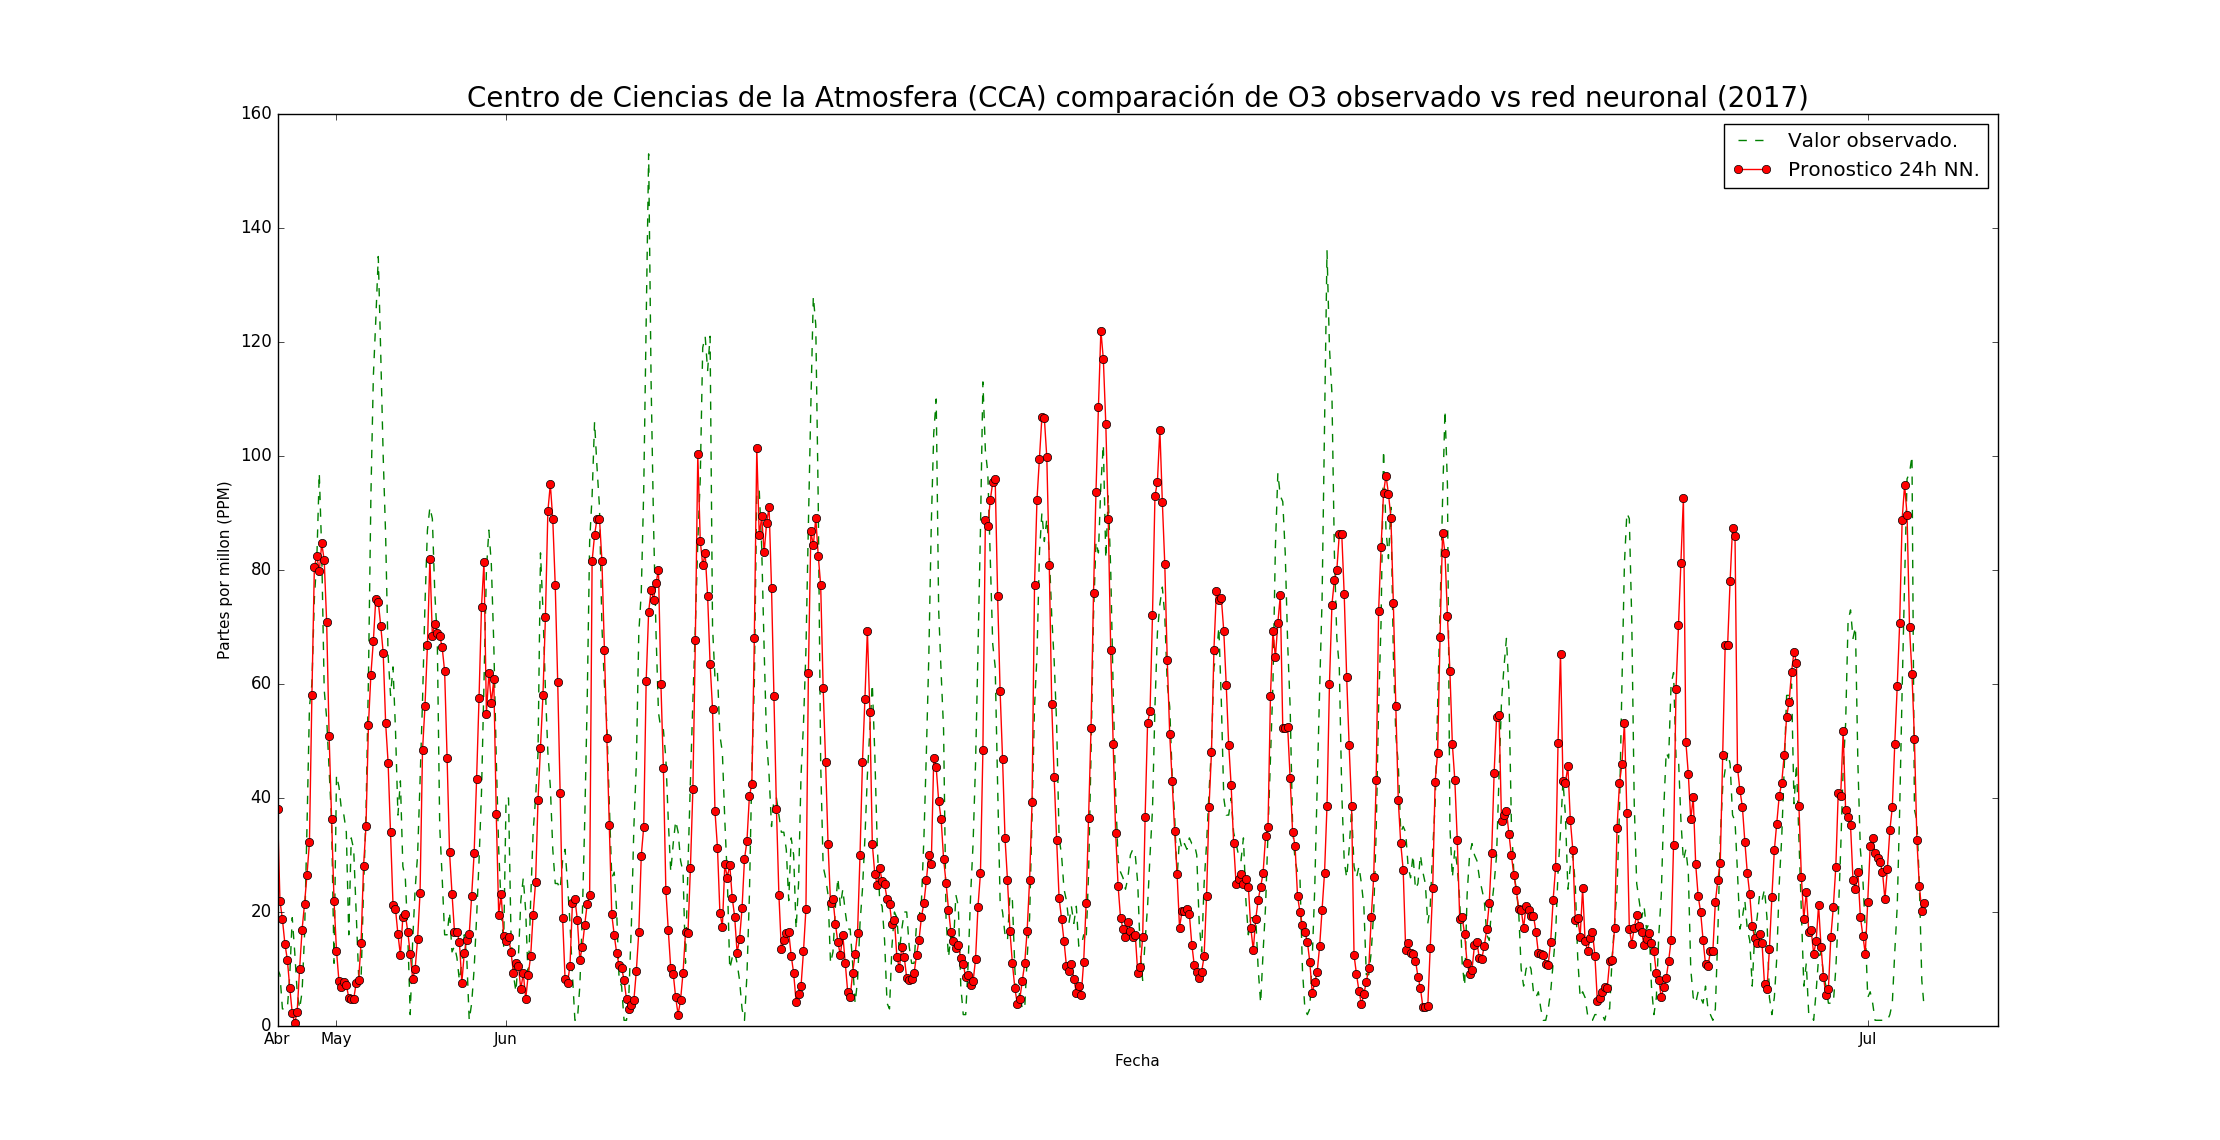 Centro de Ciencias de la Atmosfera (CCA) comparación de O3 observado vs red neuronal (2017)
160
140
120
100
80
60
40
20
0
Partes por millon (PPM)
Valor observado.
Pronostico 24h NN.
Abr May Jun Jul
Fecha